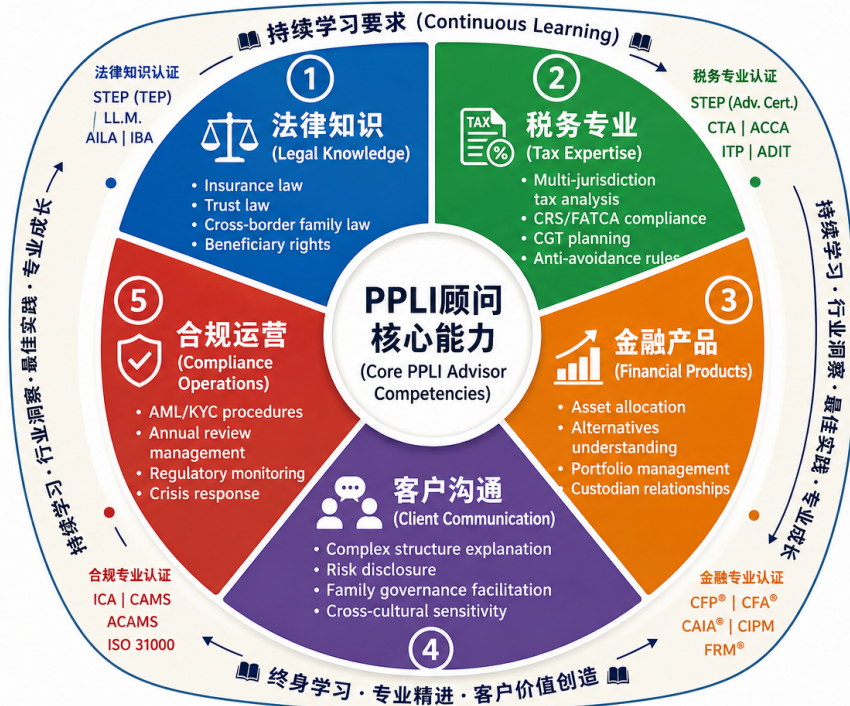 持续学习要求 (Continuous Learning)
法律知识认证
STEP (TEP)
| LL.M.
AILA | IBA
税务专业认证
STEP (Adv. Cert.)
CTA | ACCA
ITP | ADIT
1
法律知识
(Legal Knowledge)
• Insurance law
• Trust law
• Cross-border family law
• Beneficiary rights
2
TAX
%
税务专业
(Tax Expertise)
• Multi-jurisdiction
tax analysis
• CRS/FATCA compliance
• CGT planning
• Anti-avoidance rules
3
金融产品
(Financial Products)
• Asset allocation
• Alternatives
understanding
• Portfolio management
• Custodian relationships
PPLI顾问
核心能力
(Core PPLI Advisor
Competencies)
5
合规运营
(Compliance
Operations)
• AML/KYC procedures
• Annual review
management
• Regulatory monitoring
• Crisis response
客户沟通
(Client Communication)
• Complex structure explanation
• Risk disclosure
• Family governance facilitation
• Cross-cultural sensitivity
4
持续学习·行业洞察·最佳实践·专业成长
持续学习·行业洞察·最佳实践·专业成长
合规专业认证
ICA | CAMS
ACAMS
ISO 31000
金融专业认证
CFP® | CFA®
CAIA® | CIPM
FRM®
终身学习·专业精进·客户价值创造